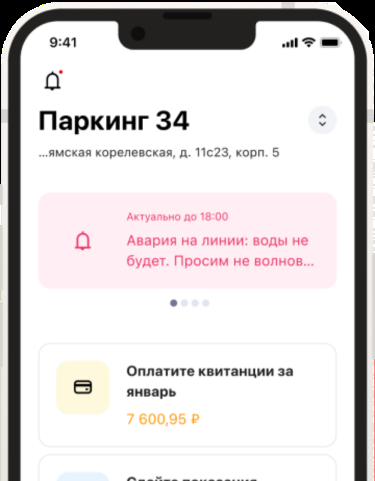 9:41
Паркинг 34
...ямская корелевская, д. 11с23, корп. 5
Актуально до 18:00
Авария на линии: воды не
будет. Просим не волнов...
Оплатите квитанции за
январь
7 600,95 ₽